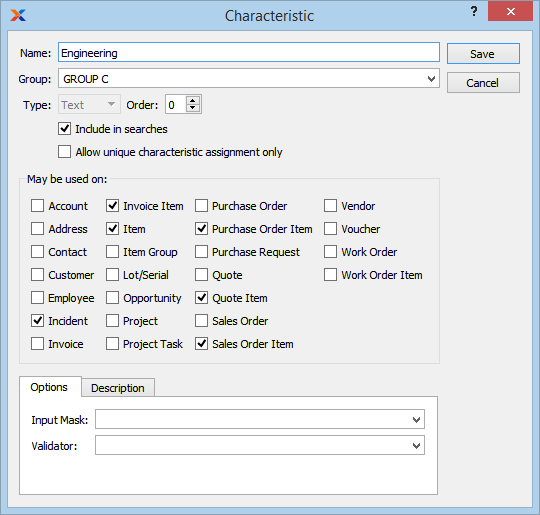 Characteristic
?
Name: Engineering Save
Group: GROUP C Cancel
Type: Text Order: 0
Include in searches
Allow unique characteristic assignment only
May be used on:
Account Invoice Item Purchase Order Vendor
Address Item Purchase Order Item Voucher
Contact Item Group Purchase Request Work Order
Customer Lot/Serial Quote Work Order Item
Employee Opportunity Quote Item
Incident Project Sales Order
Invoice Project Task Sales Order Item
Options Description
Input Mask:
Validator: